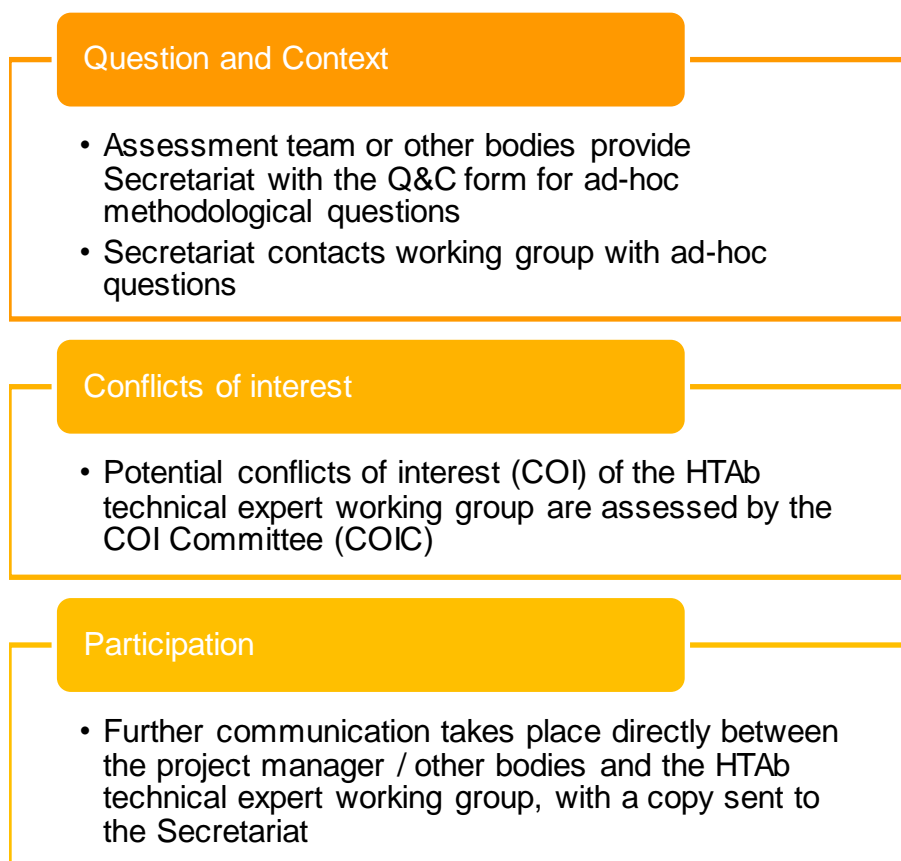 Question and Context
• Assessment team or other bodies provide
Secretariat with the Q&C form for ad-hoc
methodological questions
• Secretariat contacts working group with ad-hoc
questions
Conflicts of interest
• Potential conflicts of interest (COI) of the HTAb
technical expert working group are assessed by the
COI Committee (COIC)
Participation
• Further communication takes place directly between
the project manager / other bodies and the HTAb
technical expert working group, with a copy sent to
the Secretariat